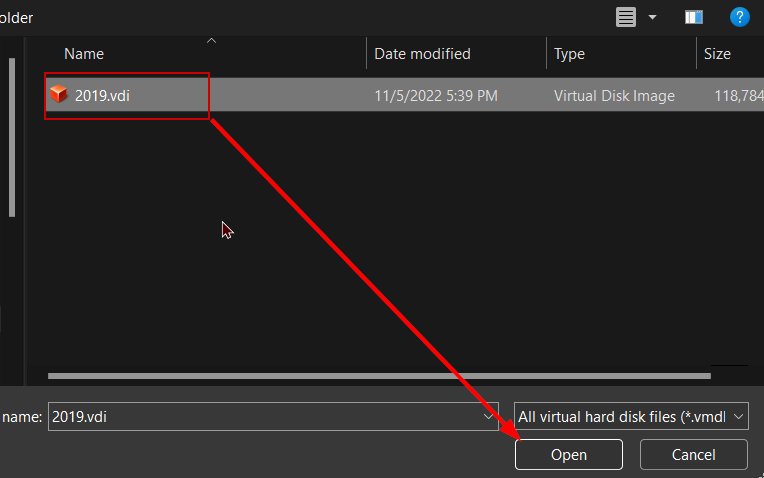 older ?
Name Date modified Type Size
2019.vdi 11/5/2022 5:39 PM Virtual Disk Image 118,784
name: 2019.vdi All virtual hard disk files (*.vmdl
Open Cancel